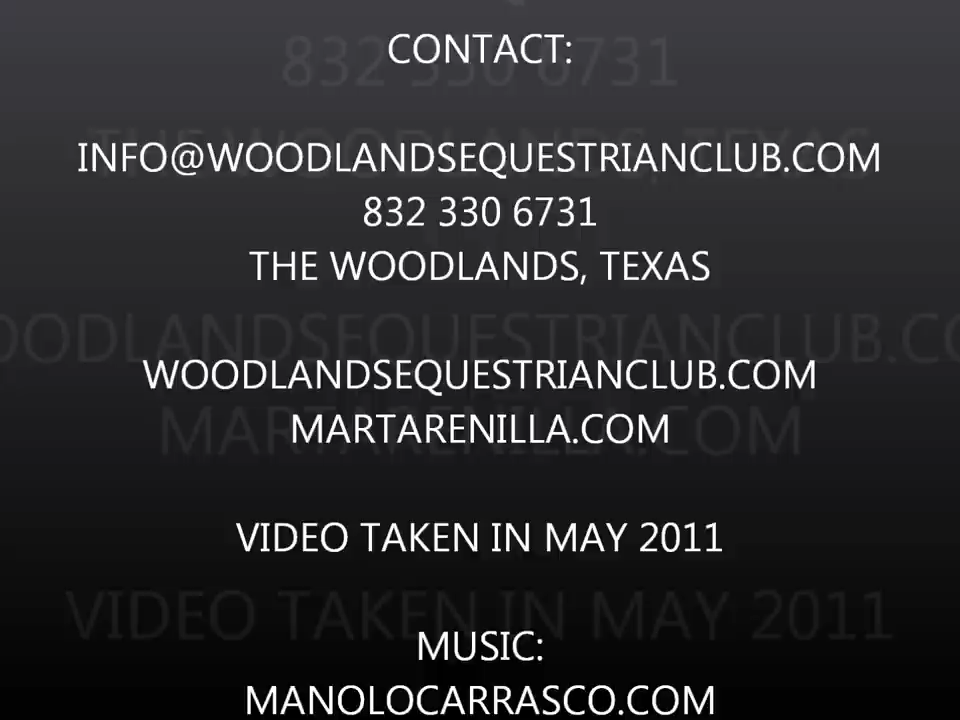 CONTACT:
INFO@WOODLANDSEQUESTRIANCLUB.COM
832 330 6731
THE WOODLANDS, TEXAS
WOODLANDSEQUESTRIANCLUB.COM
MARTARENILLA.COM
VIDEO TAKEN IN MAY 2011
MUSIC:
MANOLOCARRASCO.COM